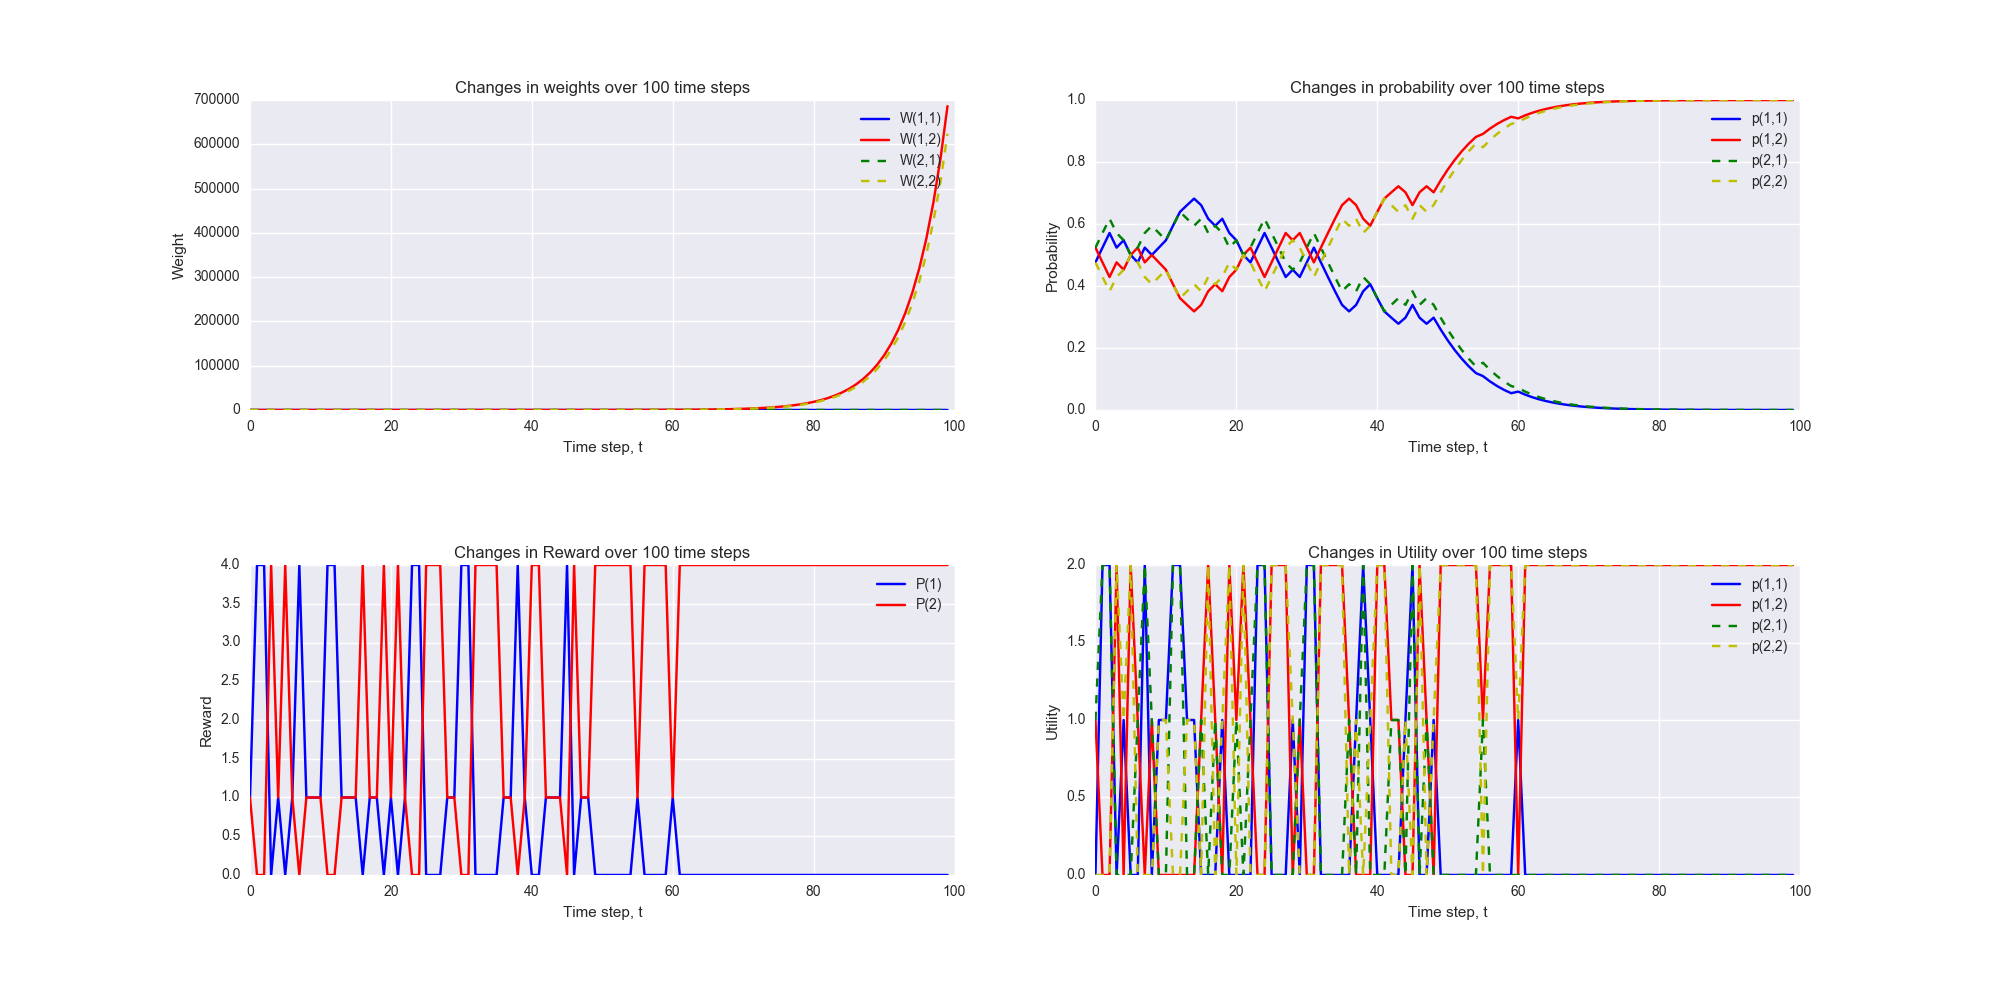 Changes in weights over 100 time steps
700000
600000
500000
400000
300000
200000
100000
0
Weight
W(1,1)
W(1,2)
W(2,1)
W(2,2)
0 20 40 60 80 100
Time step, t
Changes in probability over 100 time steps
1.0
0.8
0.6
0.4
0.2
0.0
Probability
p(1,1)
p(1,2)
p(2,1)
p(2,2)
0 20 40 60 80 100
Time step, t
Changes in Reward over 100 time steps
4.0
3.5
3.0
2.5
2.0
1.5
1.0
0.5
0.0
Reward
P(1)
P(2)
0 20 40 60 80 100
Time step, t
Changes in Utility over 100 time steps
2.0
1.5
1.0
0.5
0.0
Utility
p(1,1)
p(1,2)
p(2,1)
p(2,2)
0 20 40 60 80 100
Time step, t